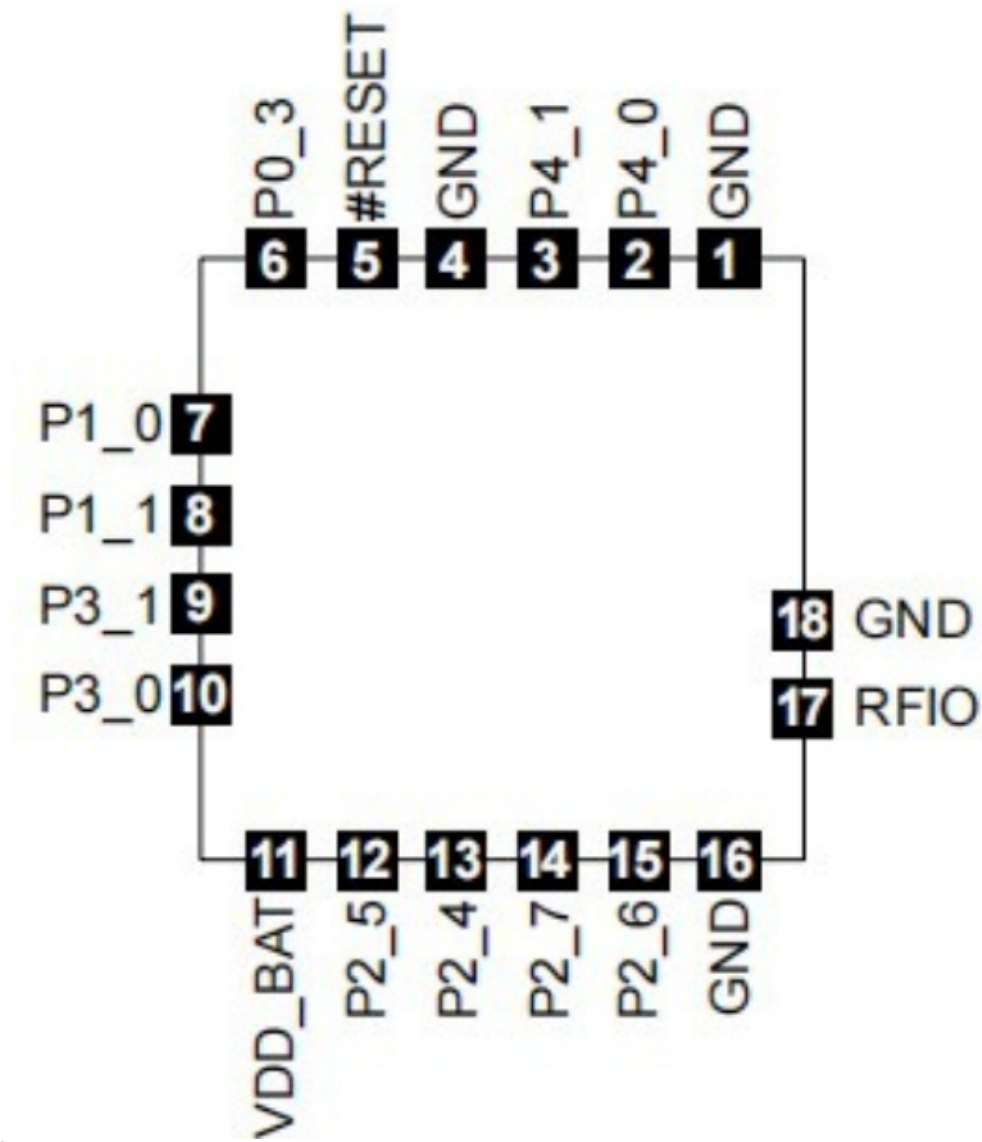 P0_3
#RESET
GND
P4_1
P4_0
GND
6 5 4 3 2 1
P1_0 7
P1_1 8
P3_1 9
P3_0 10
18 GND
17 RFIO
11 12 13 14 15 16
VDD_BAT
P2_5
P2_4
P2_7
P2_6
GND